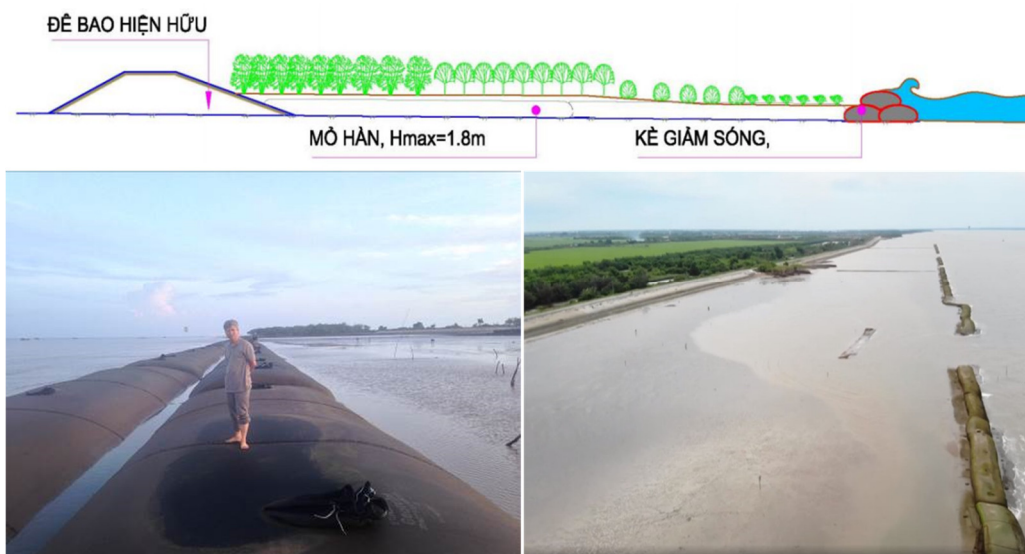 ĐÊ BAO HIỆN HỮU
MỎ HÀN, Hmax=1.8m
KÈ GIẢM SÓNG,